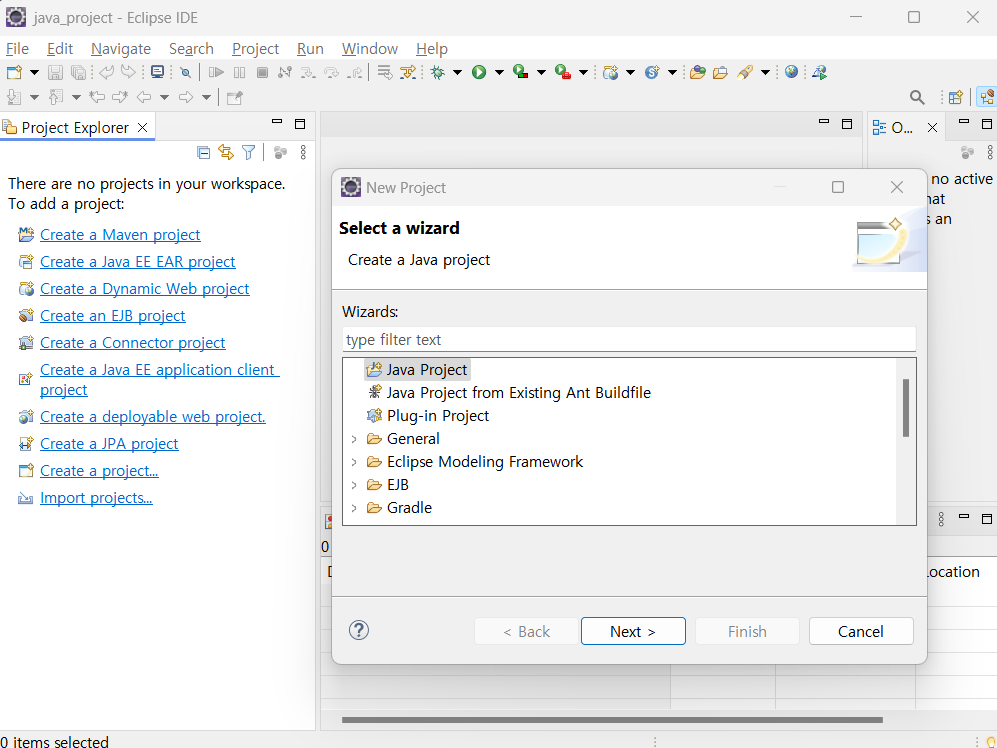 java_project - Eclipse IDE
File Edit Navigate Search Project Run Window Help
Project Explorer
O...
There are no projects in your workspace.
To add a project:
Create a Maven project
Create a Java EE EAR project
Create a Dynamic Web project
Create an EJB project
Create a Connector project
Create a Java EE application client
project
Create a deployable web project.
Create a JPA project
Create a project...
Import projects...
no active
New Project
Select a wizard
Create a Java project
Wizards:
type filter text
Java Project
Java Project from Existing Ant Buildfile
Plug-in Project
General
Eclipse Modeling Framework
EJB
Gradle
< Back Next > Finish Cancel
an
0
Location
0 items selected